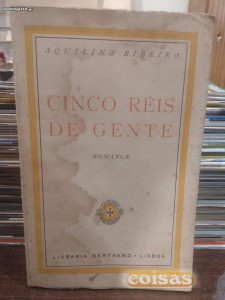 AQUILINO RIBEIRO
CINCO RÉIS
DE GENTE
ROMANCE
LIVRARIA BERTRAND • LISBOA
coisas